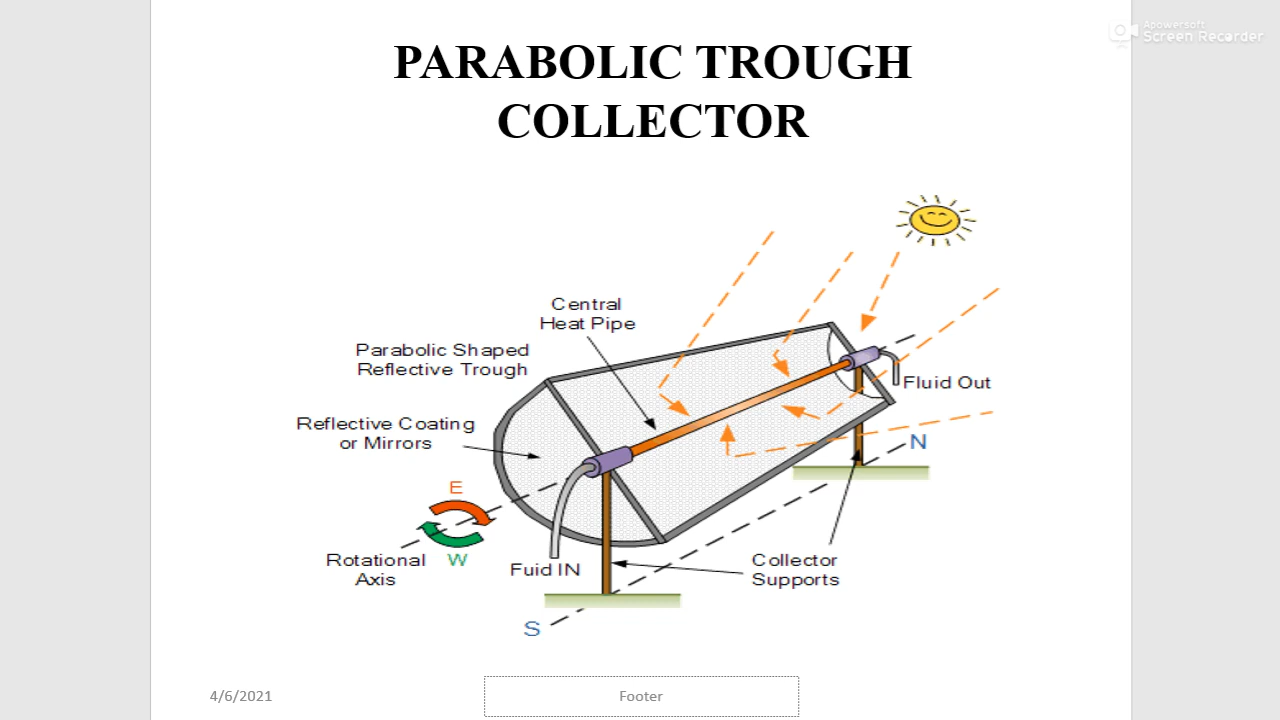 Apowersoft
Screen Recorder
PARABOLIC TROUGH
COLLECTOR
Central
Heat Pipe
Parabolic Shaped
Reflective Trough
Fluid Out
Reflective Coating
or Mirrors
N
E
W
Rotational
Axis
Fuid IN
Collector
Supports
S
4/6/2021
Footer